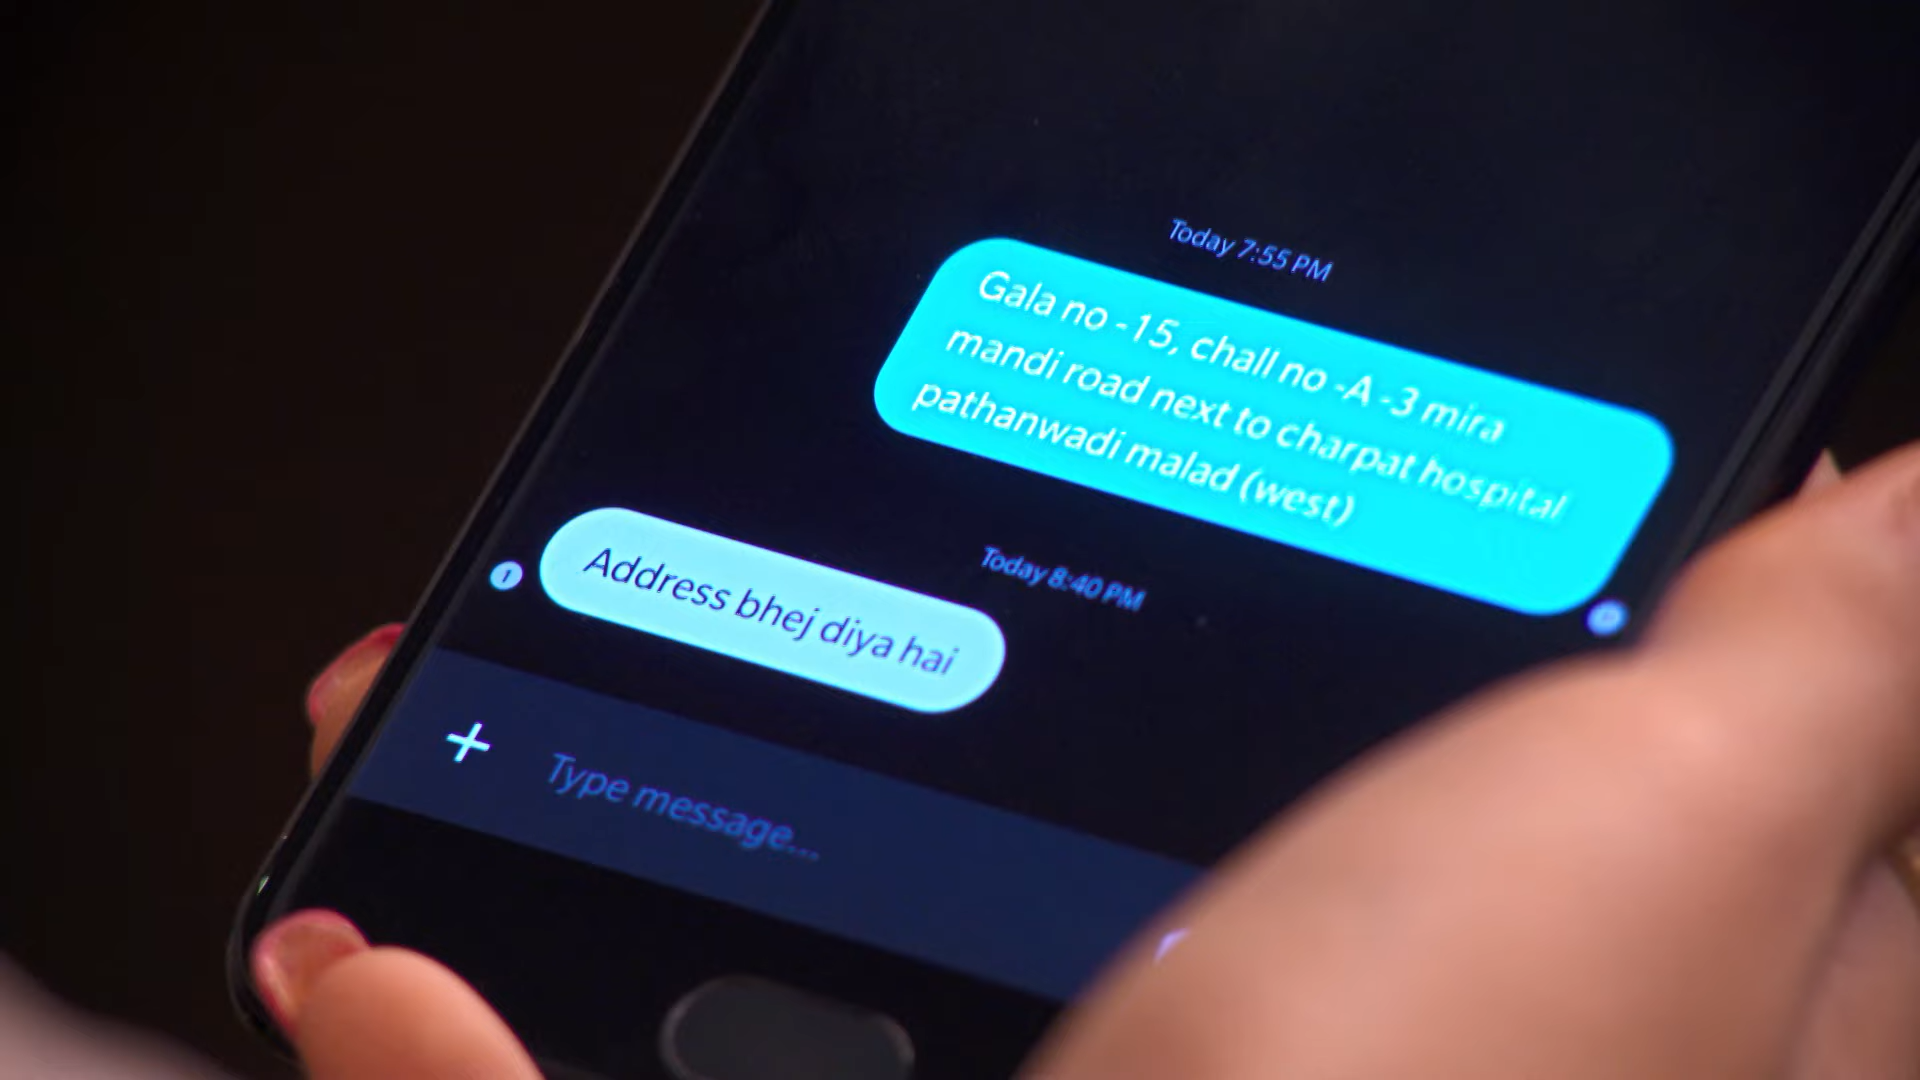 Today 7:55 PM
Gala no -15, chall no -A -3 mira
mandi road next to charpat hospital
pathanwadi malad (west)
Today 8:40 PM
Address bhej diya hai
Type message...